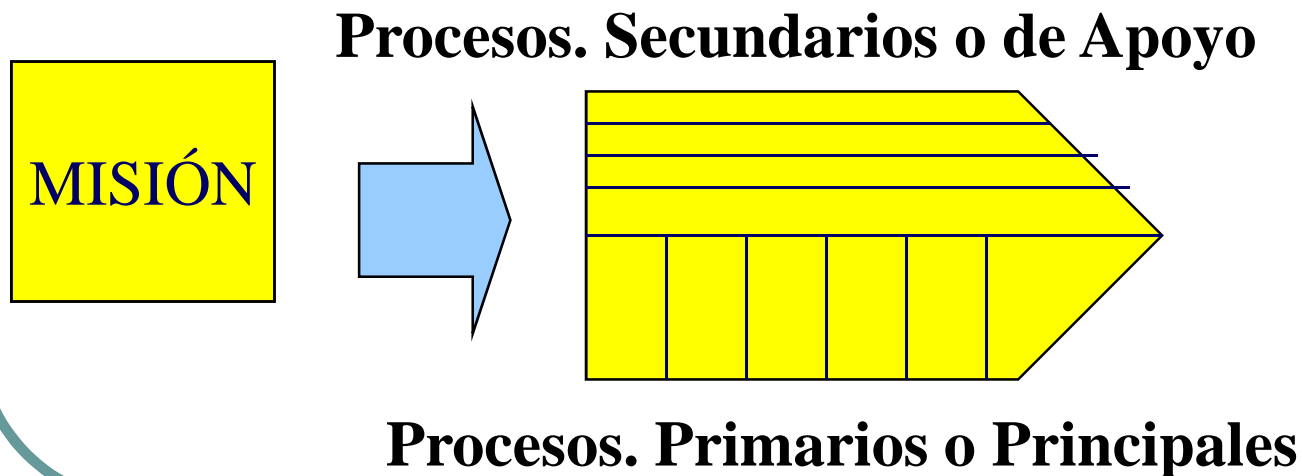 Procesos. Secundarios o de Apoyo
MISIÓN
Procesos. Primarios o Principales